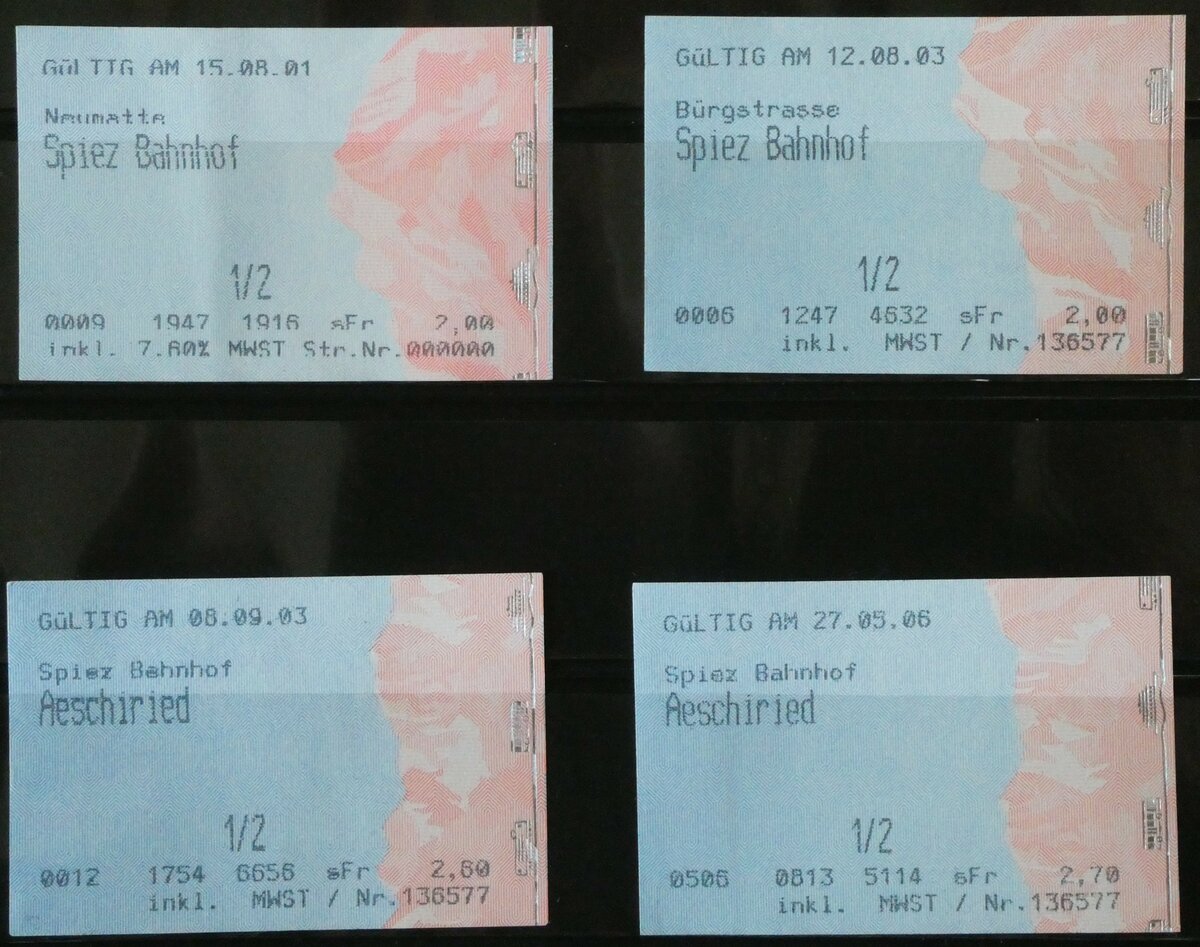 GüLTIG AM 15.08.01
Neumatte
Spiez Bahnhof
1/2
0009 1947 1916 sFr 2,00
inkl. 7.60% MWST Str.Nr.000000
GüLTIG AM 12.08.03
Bürgstrasse
Spiez Bahnhof
1/2
0006 1247 4632 sFr 2,00
inkl. MWST / Nr.136577
GüLTIG AM 08.09.03
Spiez Bahnhof
Aeschiried
1/2
0012 1754 6656 sFr 2,60
inkl. MWST / Nr.136577
GüLTIG AM 27.05.06
Spiez Bahnhof
Aeschiried
1/2
0506 0813 5114 sFr 2,70
inkl. MWST / Nr.136577